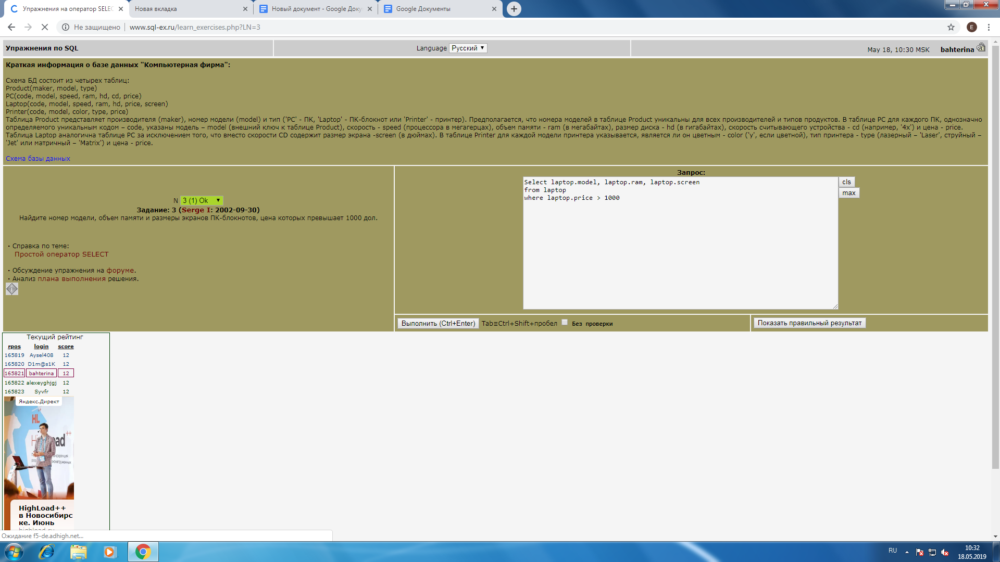 Упражнения на оператор SELEC
Новая вкладка
Новый документ - Google Доку
Google Документы
Не защищено
www.sql-ex.ru/learn_exercises.php?LN=3
E
Упражнения по SQL
Language Русский
May 18, 10:30 MSK
bahterina
Краткая информация о базе данных "Компьютерная фирма":
Схема БД состоит из четырех таблиц:
Product(maker, model, type)
PC(code, model, speed, ram, hd, cd, price)
Laptop(code, model, speed, ram, hd, price, screen)
Printer(code, model, color, type, price)
Таблица Product представляет производителя (maker), номер модели (model) и тип ('PC' - ПК, 'Laptop' - ПК-блокнот или 'Printer' - принтер). Предполагается, что номера моделей в таблице Product уникальны для всех производителей и типов продуктов. В таблице PC для каждого ПК, однозначно
определяемого уникальным кодом – code, указаны модель – model (внешний ключ к таблице Product), скорость - speed (процессора в мегагерцах), объем памяти - ram (в мегабайтах), размер диска - hd (в гигабайтах), скорость считывающего устройства - cd (например, '4x') и цена - price.
Таблица Laptop аналогична таблице РС за исключением того, что вместо скорости CD содержит размер экрана -screen (в дюймах). В таблице Printer для каждой модели принтера указывается, является ли он цветным - color ('y', если цветной), тип принтера - type (лазерный – 'Laser', струйный –
'Jet' или матричный – 'Matrix') и цена - price.
Схема базы данных
N 3 (1) Ok
Задание: 3 (Serge I: 2002-09-30)
Найдите номер модели, объем памяти и размеры экранов ПК-блокнотов, цена которых превышает 1000 дол.
· Справка по теме:
Простой оператор SELECT
· Обсуждение упражнения на форуме.
· Анализ плана выполнения решения.
Запрос:
Select laptop.model, laptop.ram, laptop.screen
from laptop
where laptop.price > 1000
cls
max
Выполнить (Ctrl+Enter) Tab≡Ctrl+Shift+пробел Без проверки
Показать правильный результат
Текущий рейтинг
rpos login score
165819 Aysel408 12
165820 D1m@s1K 12
165821 bahterina 12
165822 alexeyghjgj 12
165823 Syvfr 12
Яндекс.Директ
HL
HighLoad++
в Новосибирс
ке. Июнь
highload.ru
Ожидание f5-de.adhigh.net...
RU
10:32
18.05.2019